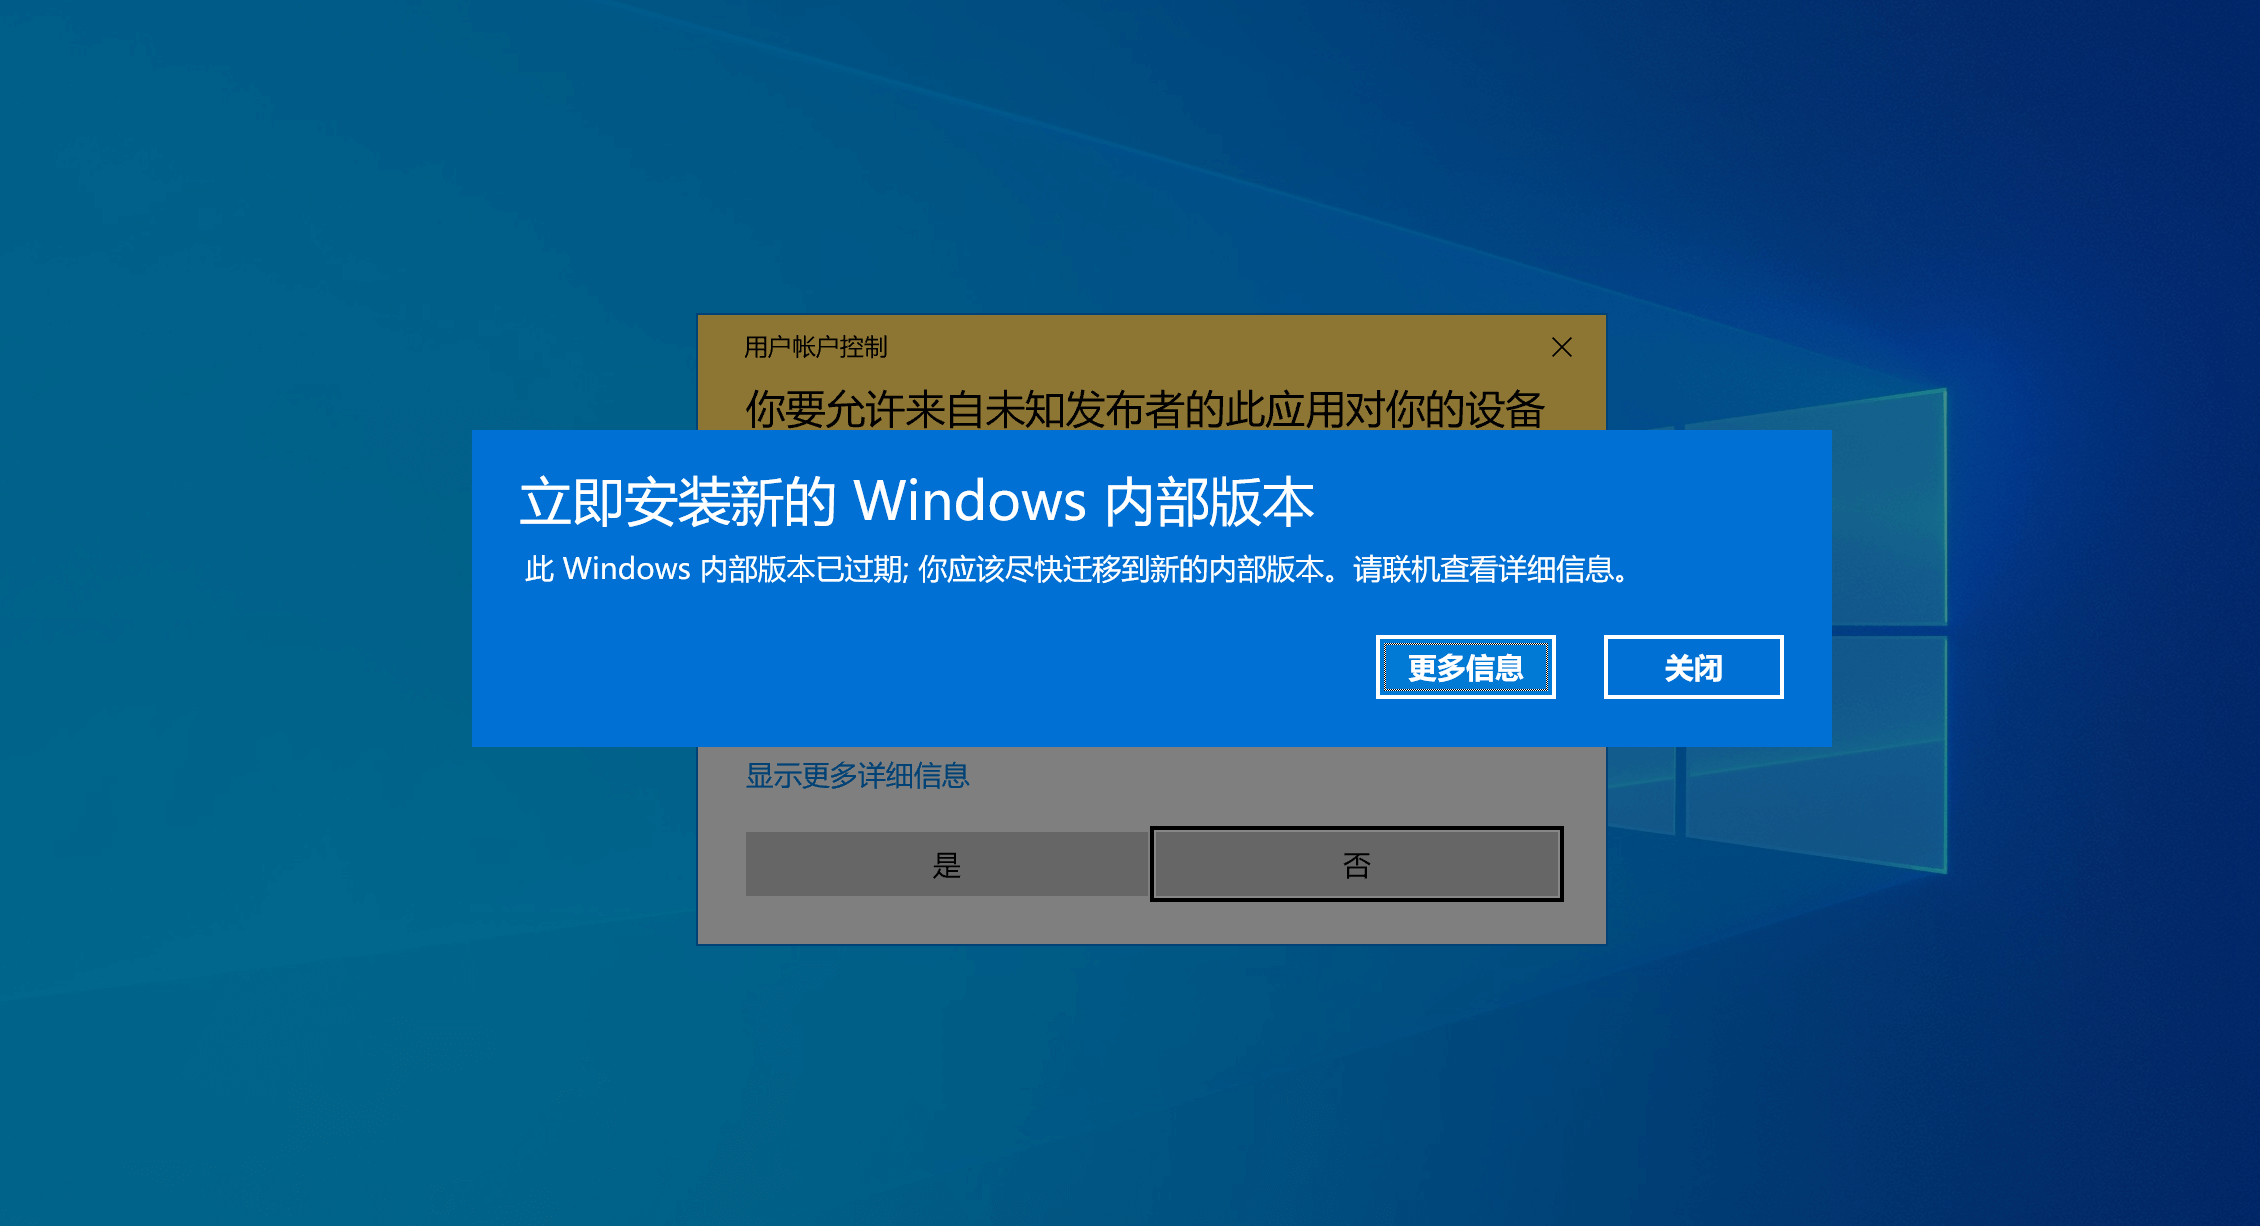 用户帐户控制
你要允许来自未知发布者的此应用对你的设备
立即安装新的 Windows 内部版本
此 Windows 内部版本已过期; 你应该尽快迁移到新的内部版本。请联机查看详细信息。
更多信息 关闭
显示更多详细信息
是 否